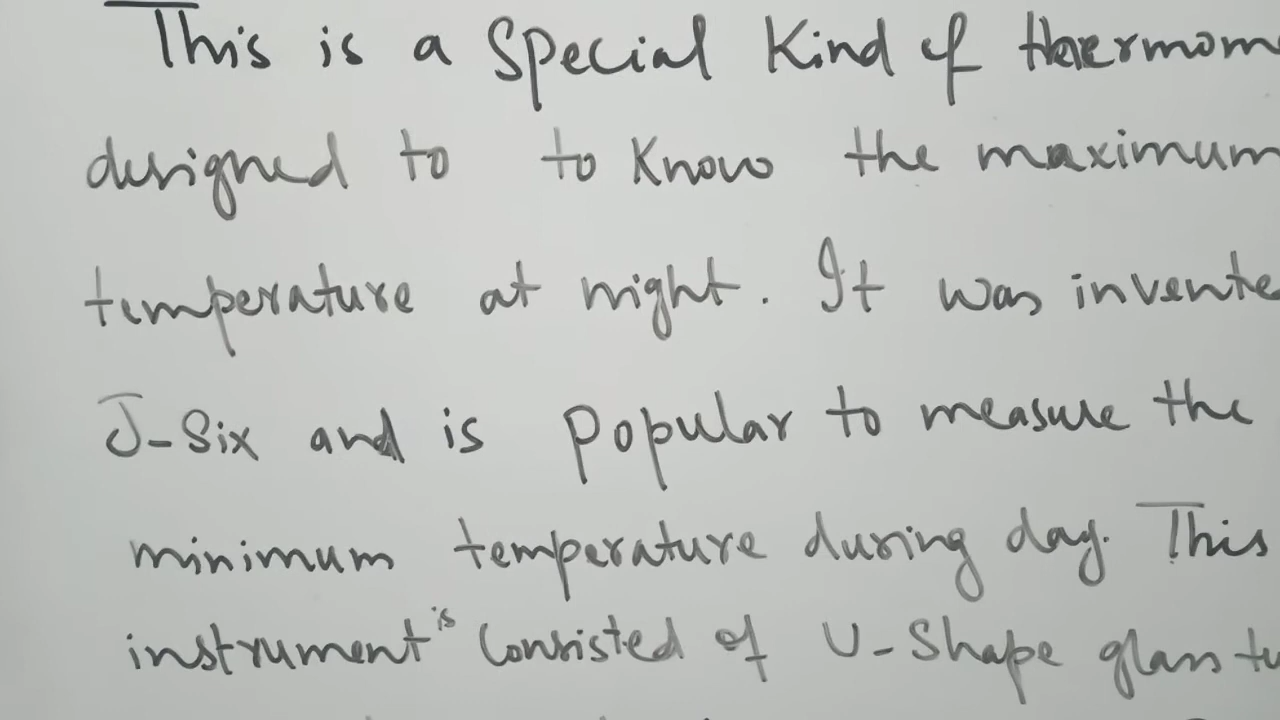 This is a Special Kind of thermom
designed to to Know the maximum
temperature at night. It was invente
J-Six and is Popular to measure the
minimum temperature during day. This
instrument is Consisted of U-Shape glass tu